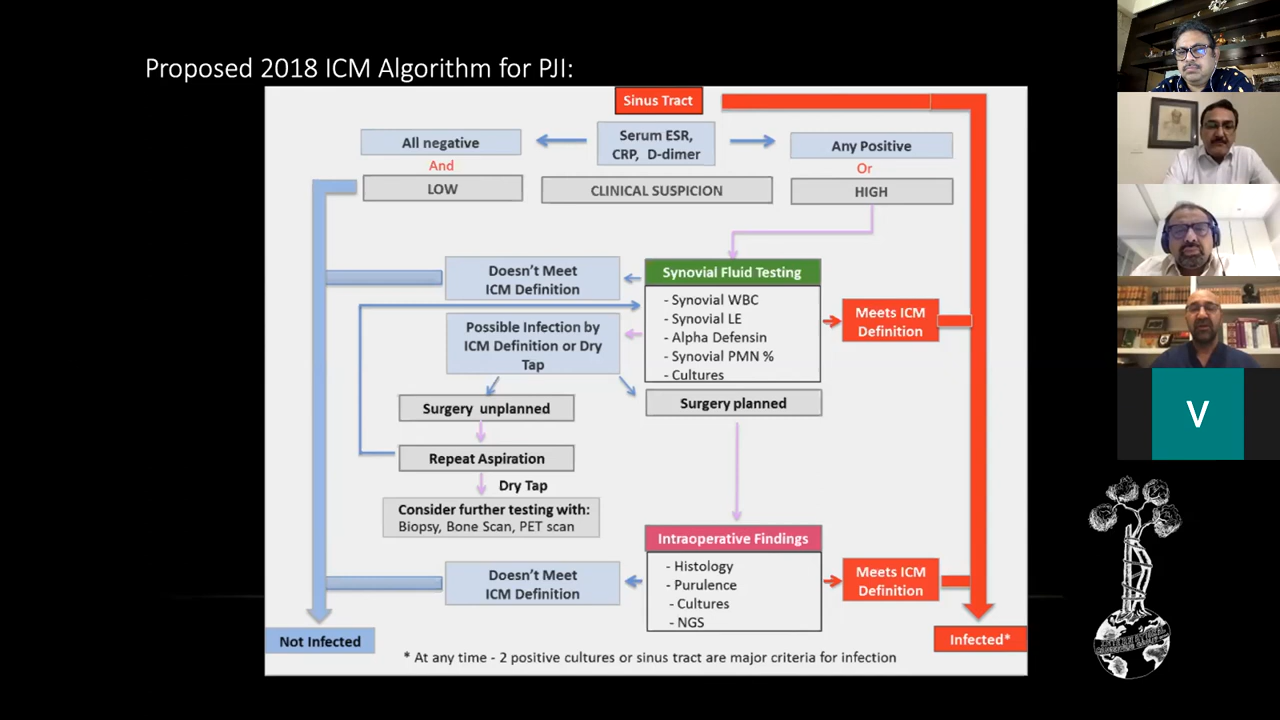 Proposed 2018 ICM Algorithm for PJI:
Sinus Tract
All negative
And
LOW
Serum ESR,
CRP, D-dimer
CLINICAL SUSPICION
Any Positive
Or
HIGH
Doesn't Meet
ICM Definition
Possible Infection by
ICM Definition or Dry
Tap
Synovial Fluid Testing
- Synovial WBC
- Synovial LE
- Alpha Defensin
- Synovial PMN %
- Cultures
Meets ICM
Definition
Surgery planned
Surgery unplanned
Repeat Aspiration
Dry Tap
Consider further testing with:
Biopsy, Bone Scan, PET scan
Intraoperative Findings
- Histology
- Purulence
- Cultures
- NGS
Doesn't Meet
ICM Definition
Meets ICM
Definition
Not Infected
Infected*
* At any time - 2 positive cultures or sinus tract are major criteria for infection
V